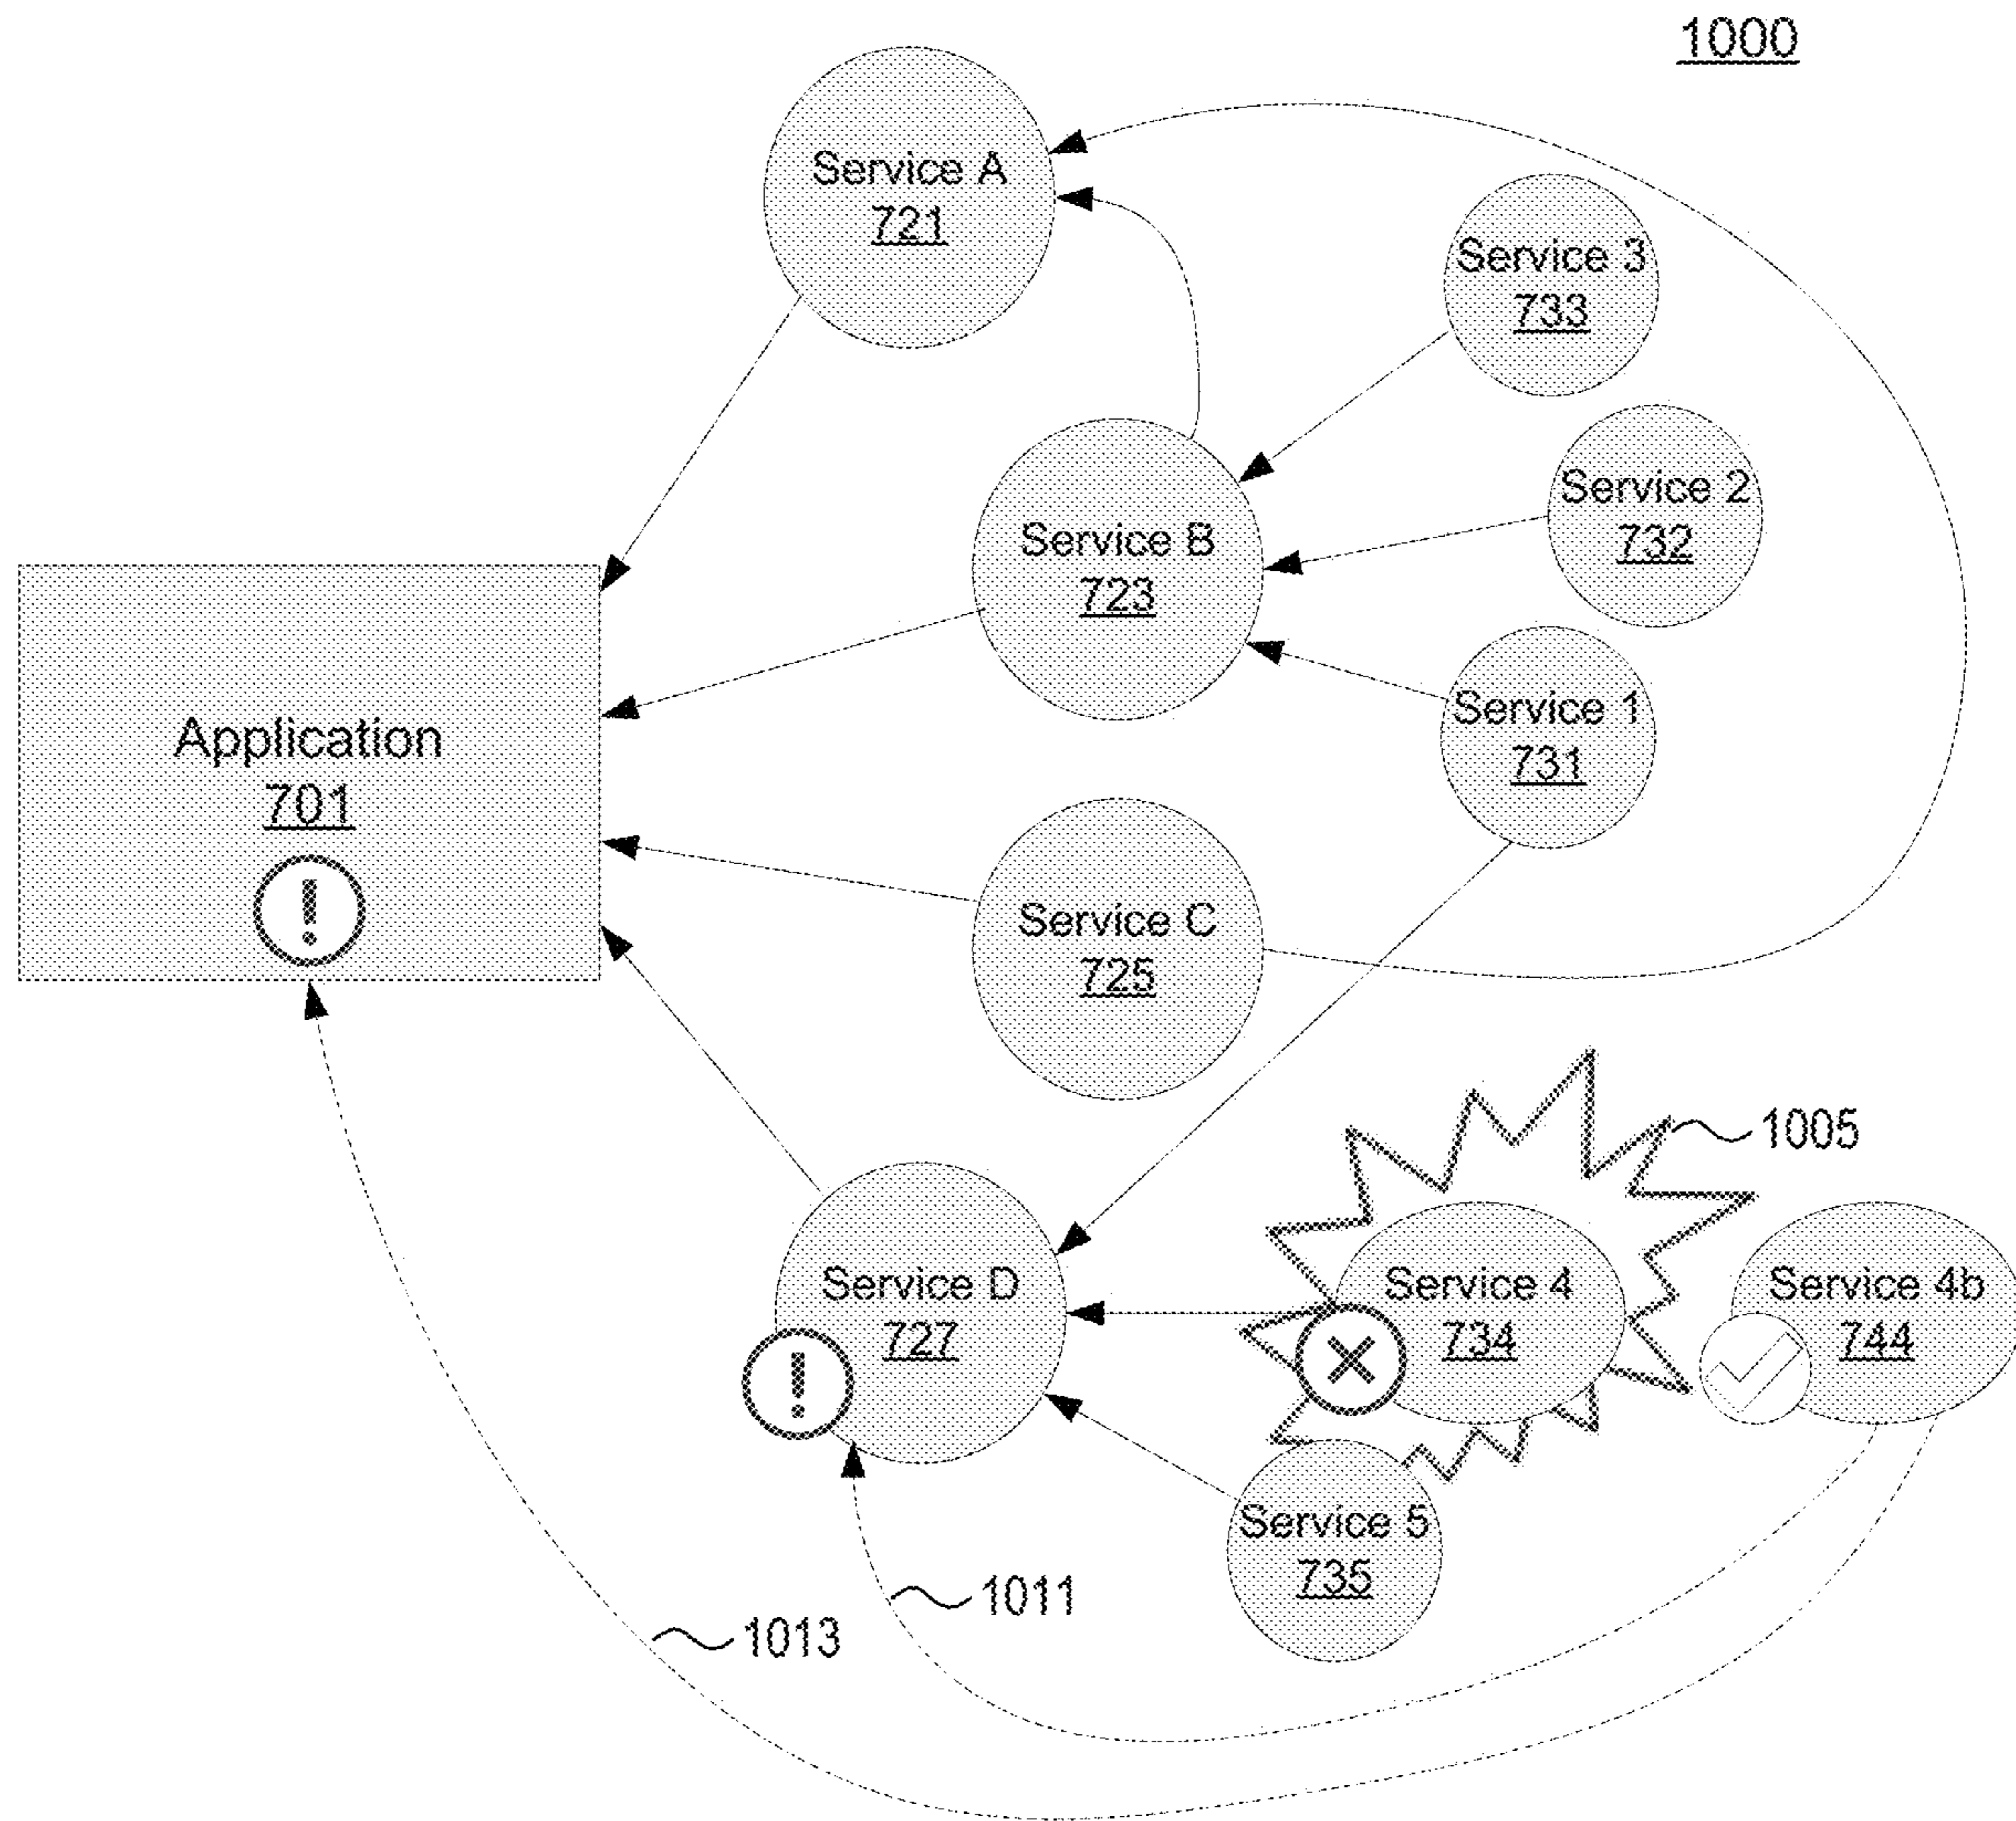 1000
Service A
721
Service 3
733
Service 2
732
Service B
723
Service 1
731
Application
701
!
Service C
725
1005
Service D
727
!
Service 4
734
Service 4b
744
Service 5
735
1011
1013